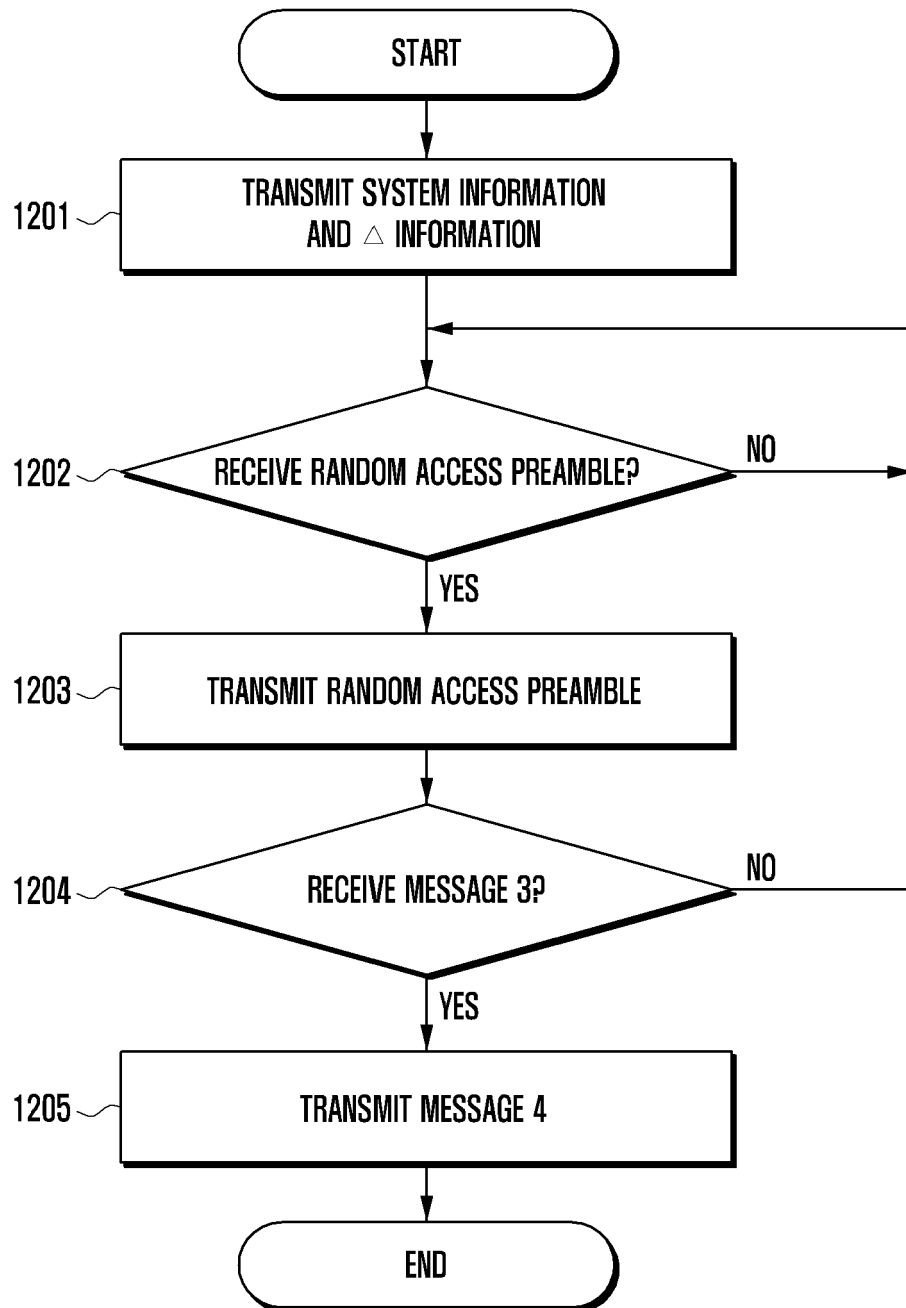 START
1201
TRANSMIT SYSTEM INFORMATION
AND △ INFORMATION
1202
RECEIVE RANDOM ACCESS PREAMBLE?
NO
YES
1203
TRANSMIT RANDOM ACCESS PREAMBLE
1204
RECEIVE MESSAGE 3?
NO
YES
1205
TRANSMIT MESSAGE 4
END